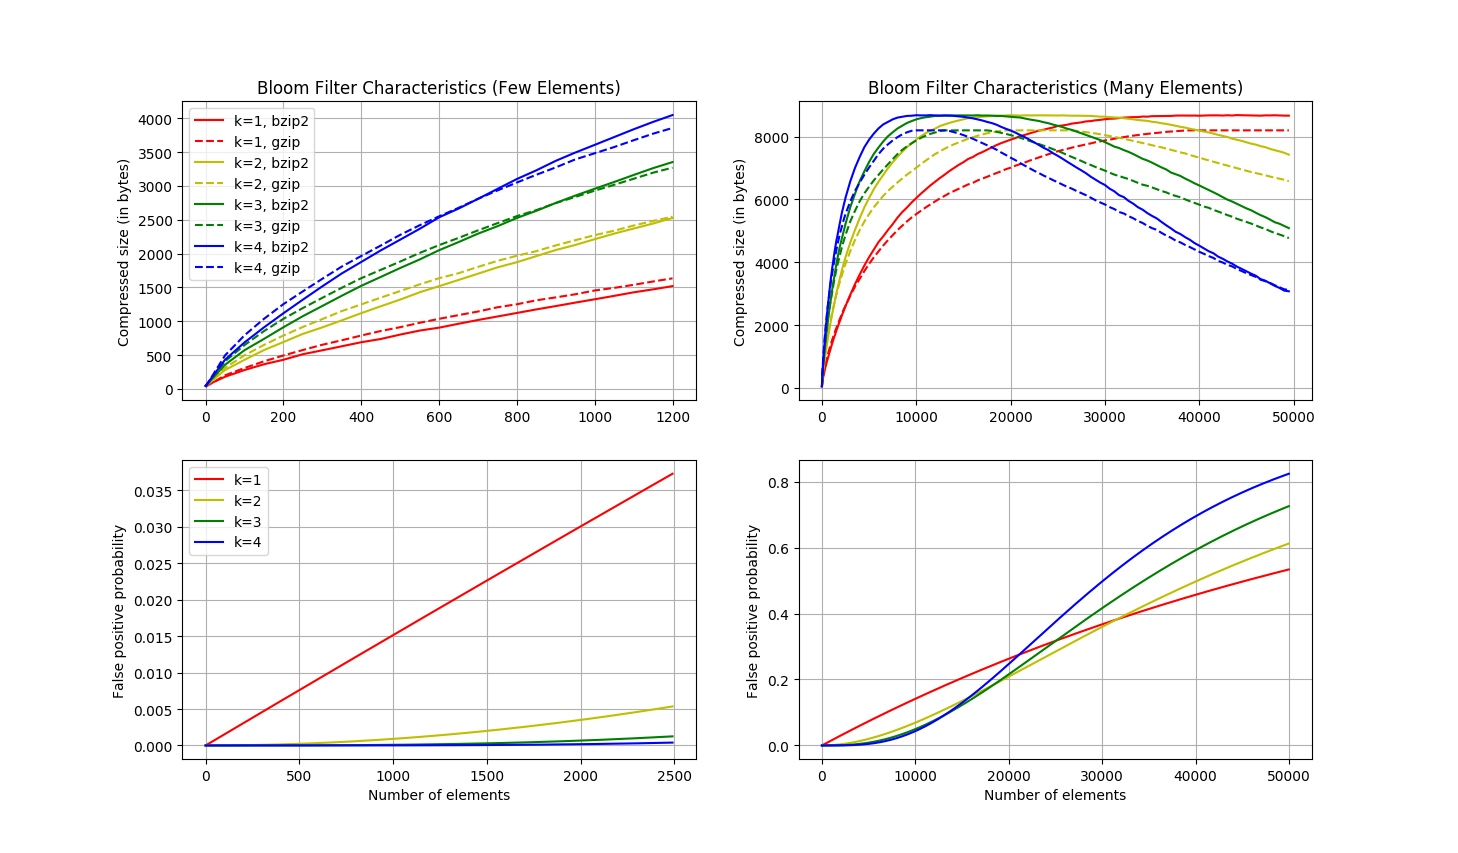 Bloom Filter Characteristics (Few Elements)
Compressed size (in bytes)
4000
3500
3000
2500
2000
1500
1000
500
0
k=1, bzip2
k=1, gzip
k=2, bzip2
k=2, gzip
k=3, bzip2
k=3, gzip
k=4, bzip2
k=4, gzip
0 200 400 600 800 1000 1200
Bloom Filter Characteristics (Many Elements)
Compressed size (in bytes)
8000
6000
4000
2000
0
0 10000 20000 30000 40000 50000
False positive probability
0.035
0.030
0.025
0.020
0.015
0.010
0.005
0.000
k=1
k=2
k=3
k=4
0 500 1000 1500 2000 2500
Number of elements
False positive probability
0.8
0.6
0.4
0.2
0.0
0 10000 20000 30000 40000 50000
Number of elements